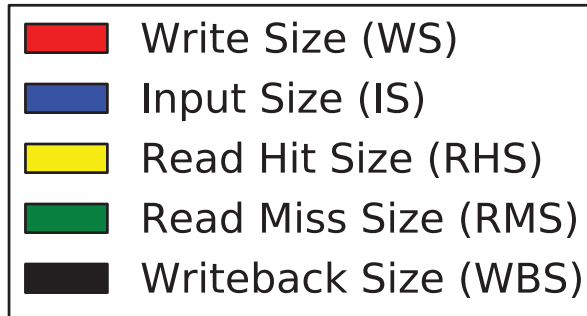 Write Size (WS)
Input Size (IS)
Read Hit Size (RHS)
Read Miss Size (RMS)
Writeback Size (WBS)